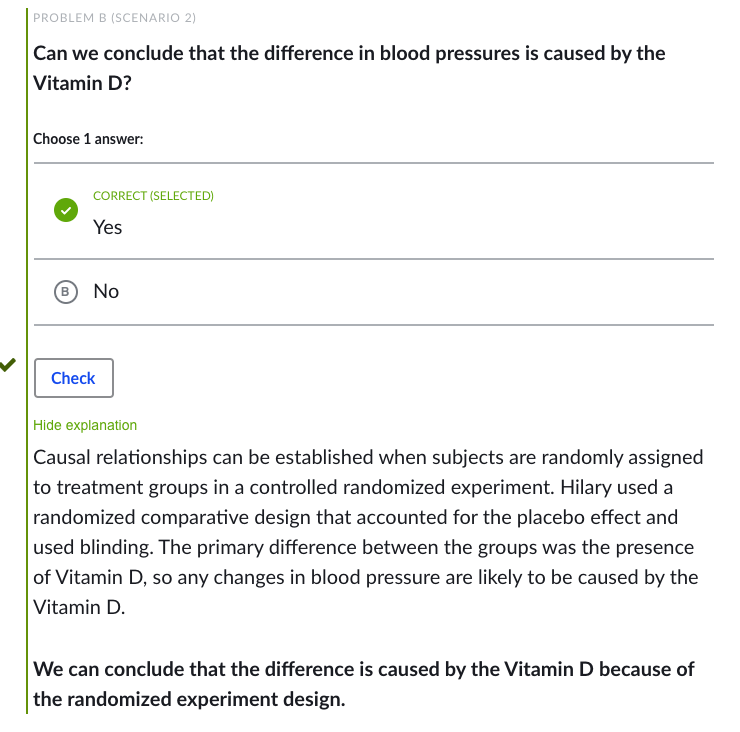 PROBLEM B (SCENARIO 2)
Can we conclude that the difference in blood pressures is caused by the
Vitamin D?
Choose 1 answer:
CORRECT (SELECTED)
Yes
B
No
Check
Hide explanation
Causal relationships can be established when subjects are randomly assigned
to treatment groups in a controlled randomized experiment. Hilary used a
randomized comparative design that accounted for the placebo effect and
used blinding. The primary difference between the groups was the presence
of Vitamin D, so any changes in blood pressure are likely to be caused by the
Vitamin D.
We can conclude that the difference is caused by the Vitamin D because of
the randomized experiment design.